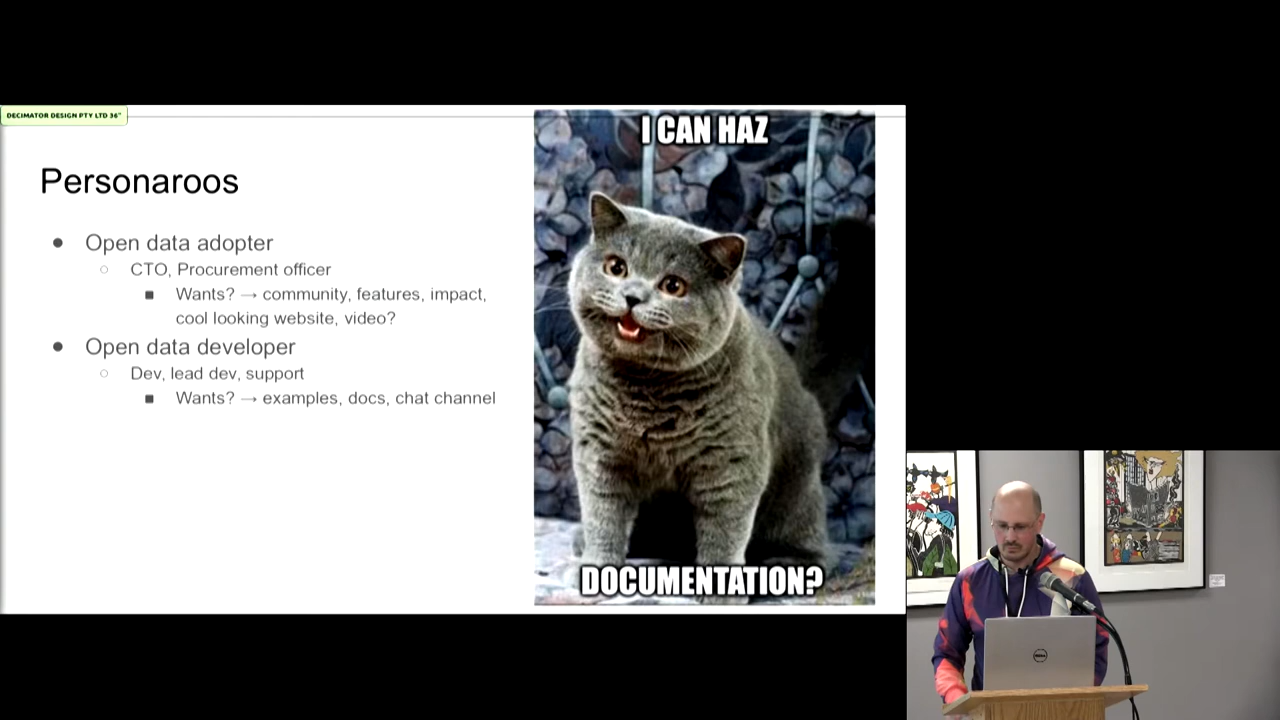 DECIMATOR DESIGN PTY LTD 36"
I CAN HAZ
Personaroos
● Open data adopter
○ CTO, Procurement officer
■ Wants? → community, features, impact,
cool looking website, video?
● Open data developer
○ Dev, lead dev, support
■ Wants? → examples, docs, chat channel
DOCUMENTATION?
DELL